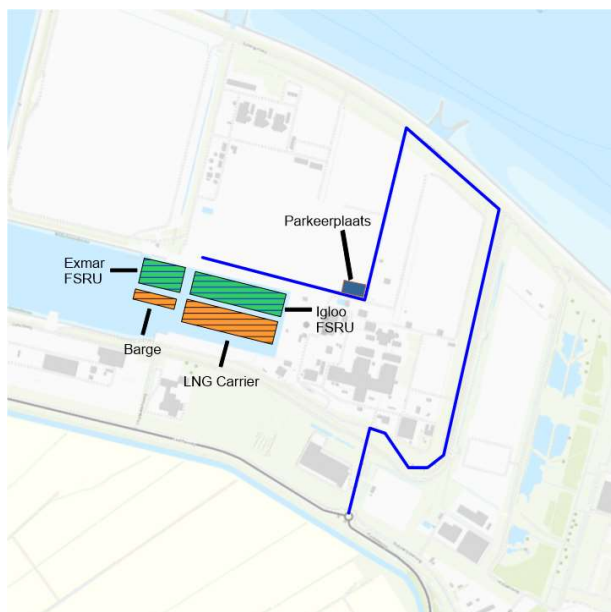 Parkeerplaats
Exmar
FSRU
Igloo
FSRU
Barge
LNG Carrier